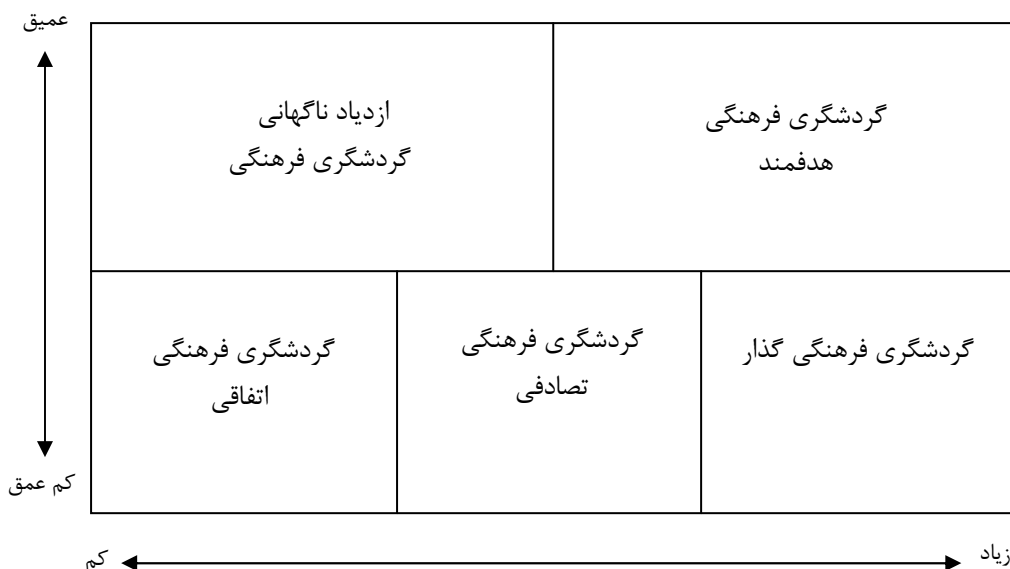 عمیق
ازدیاد ناگهانی
گردشگری فرهنگی
گردشگری فرهنگی
هدفمند
گردشگری فرهنگی
اتفاقی
گردشگری فرهنگی
تصادفی
گردشگری فرهنگی گذار
کم عمق
کم
زیاد